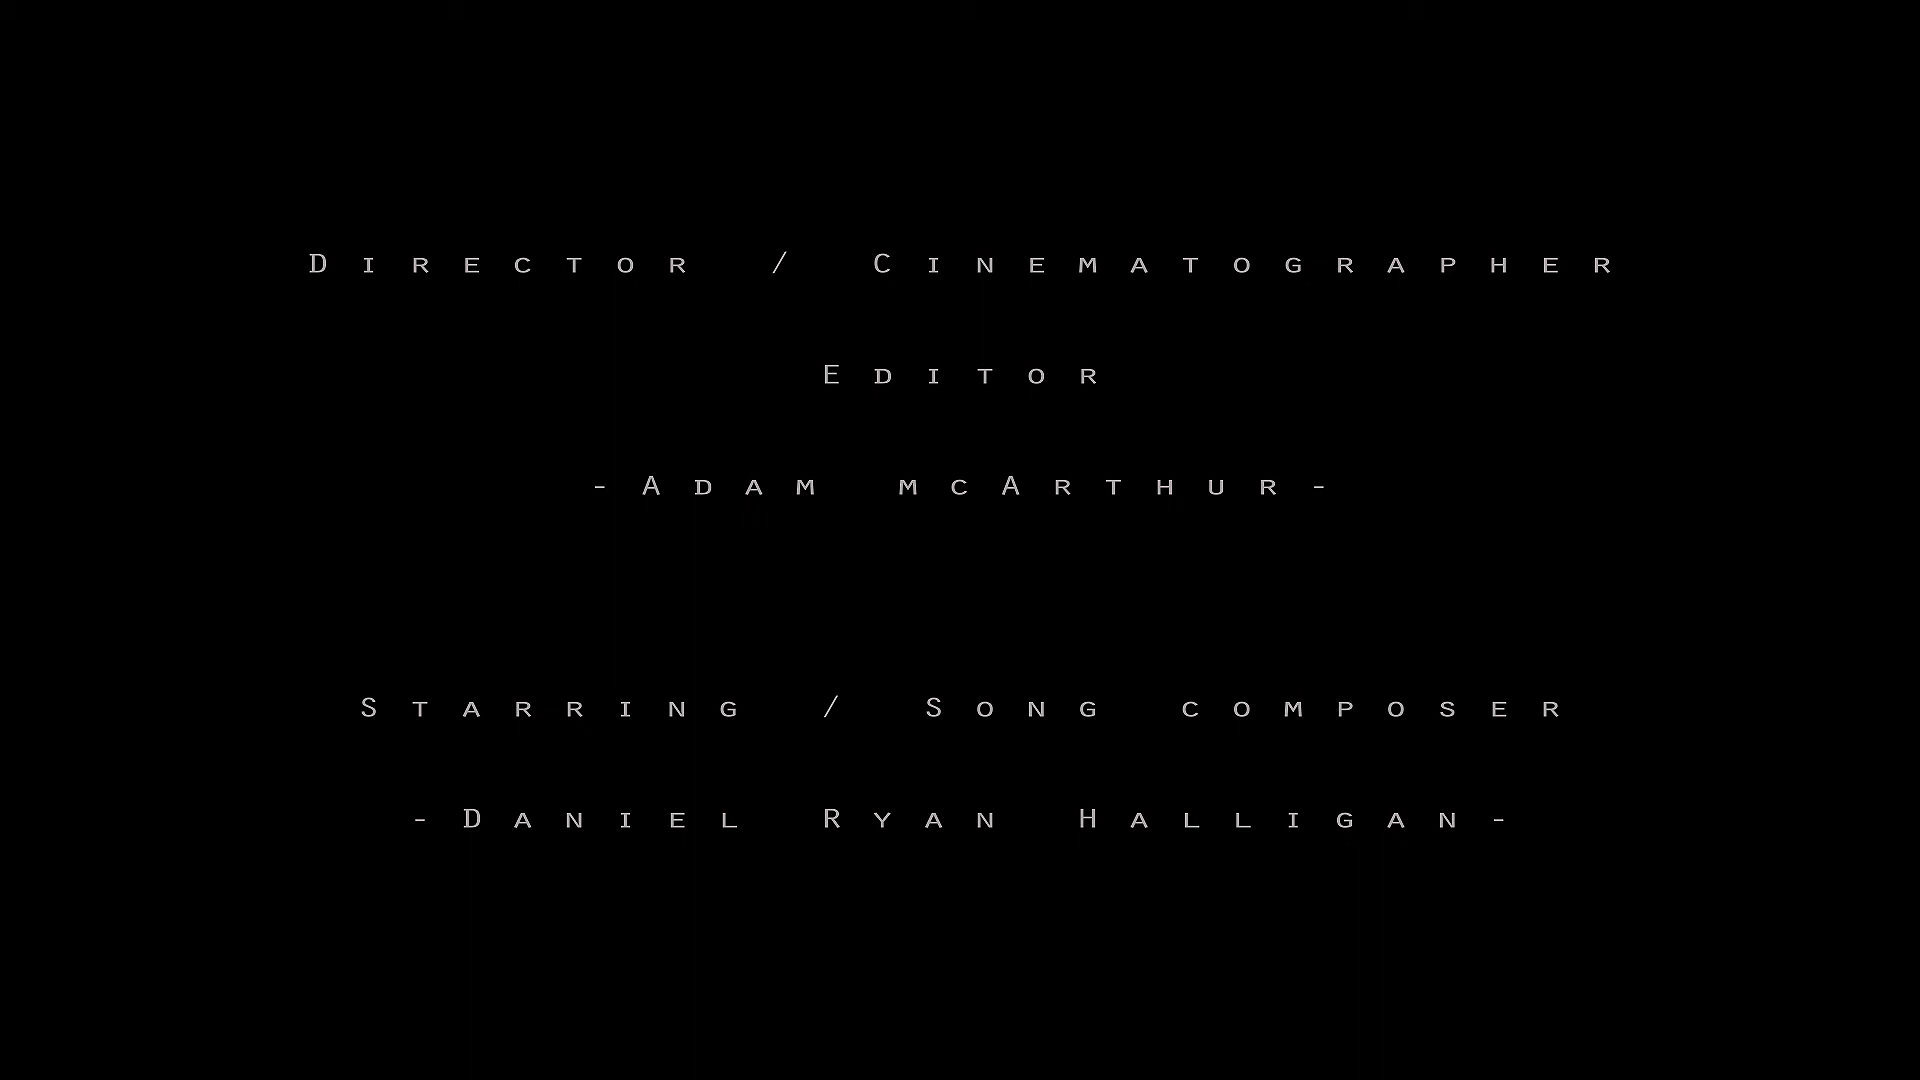 Director / Cinematographer
Editor
-Adam mcArthur-
Starring / Song composer
-Daniel Ryan Halligan-